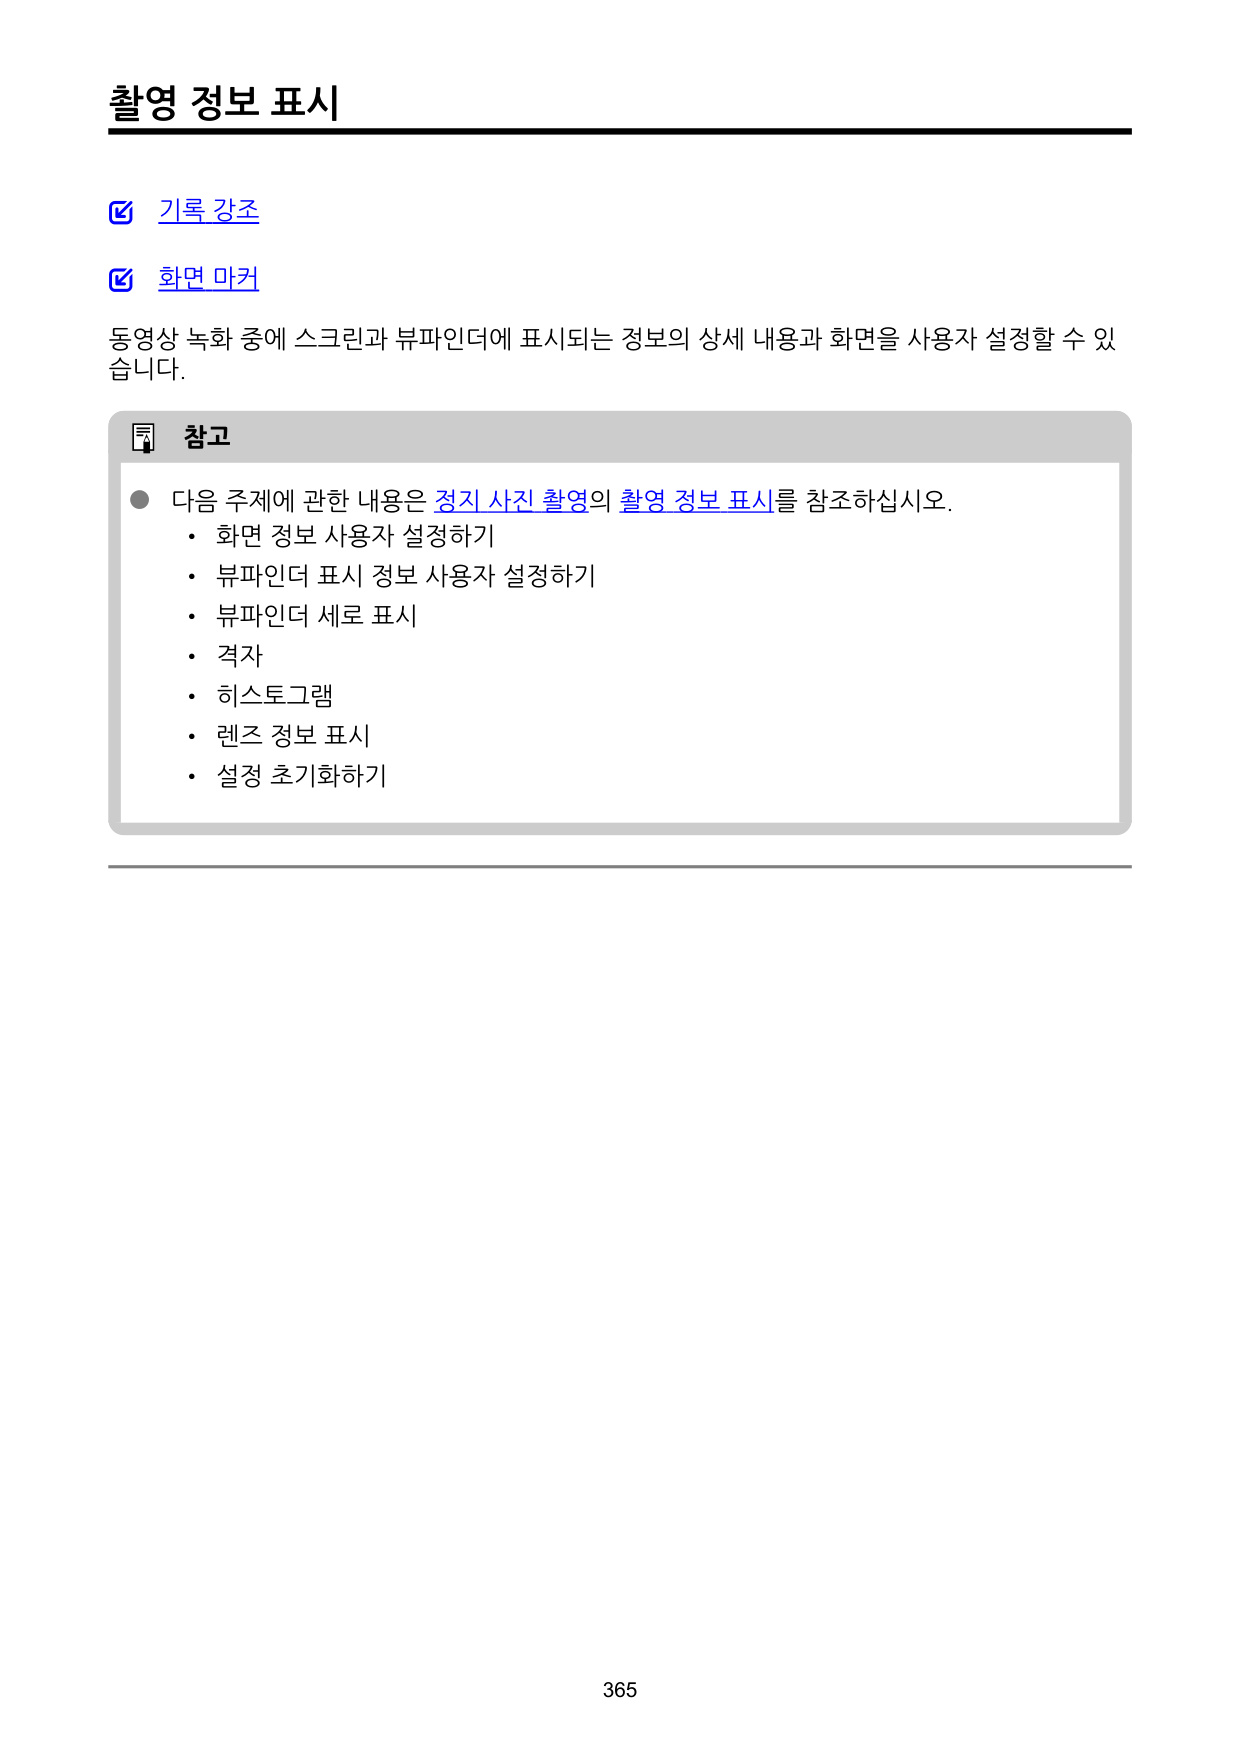 촬영 정보 표시
기록 강조
화면 마커
동영상 녹화 중에 스크린과 뷰파인더에 표시되는 정보의 상세 내용과 화면을 사용자 설정할 수 있
습니다.
참고
● 다음 주제에 관한 내용은 정지 사진 촬영의 촬영 정보 표시를 참조하십시오.
• 화면 정보 사용자 설정하기
• 뷰파인더 표시 정보 사용자 설정하기
• 뷰파인더 세로 표시
• 격자
• 히스토그램
• 렌즈 정보 표시
• 설정 초기화하기
365